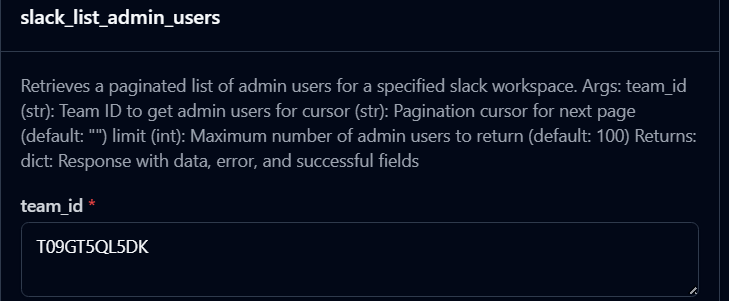 slack_list_admin_users
Retrieves a paginated list of admin users for a specified slack workspace. Args: team_id
(str): Team ID to get admin users for cursor (str): Pagination cursor for next page
(default: "") limit (int): Maximum number of admin users to return (default: 100) Returns:
dict: Response with data, error, and successful fields
team_id *
T09GT5QL5DK